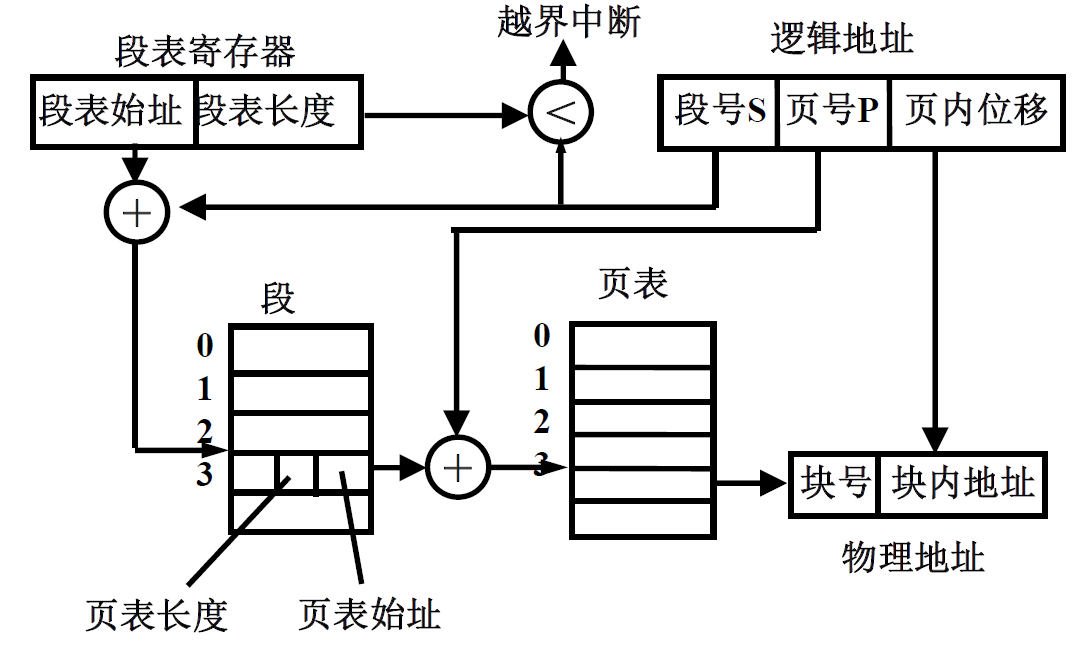 越界中断
段表寄存器
逻辑地址
段表始址 段表长度
<
段号S 页号P 页内位移
+
段
页表
0
1
2
3
0
1
2
3
+
块号 块内地址
物理地址
页表长度 页表始址